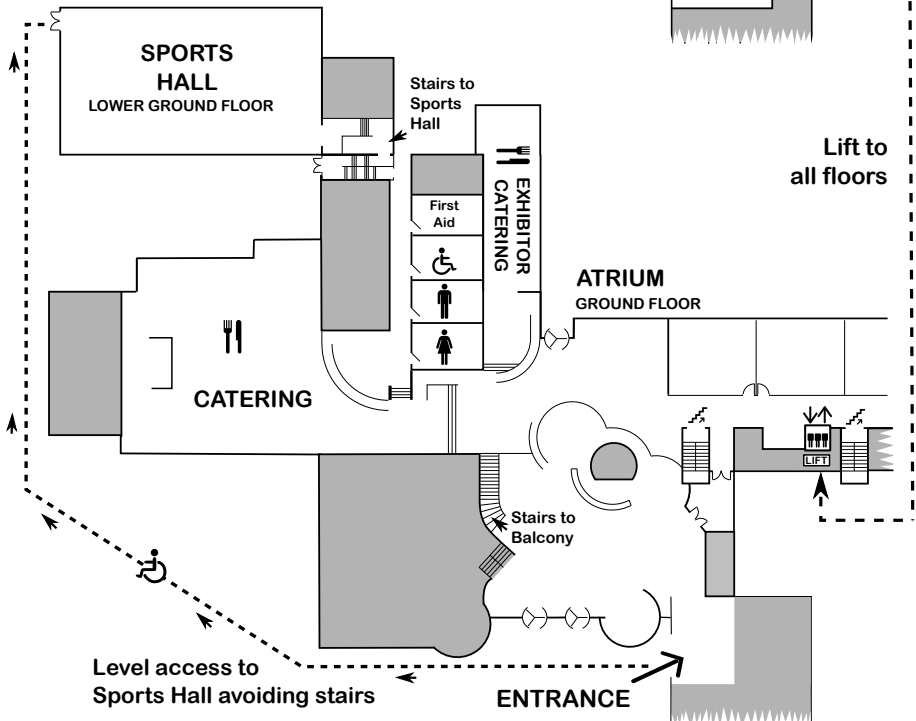 SPORTS
HALL
LOWER GROUND FLOOR
Stairs to
Sports
Hall
Lift to
all floors
First
Aid
EXHIBITOR
CATERING
ATRIUM
GROUND FLOOR
CATERING
LIFT
Stairs to
Balcony
Level access to
Sports Hall avoiding stairs
ENTRANCE